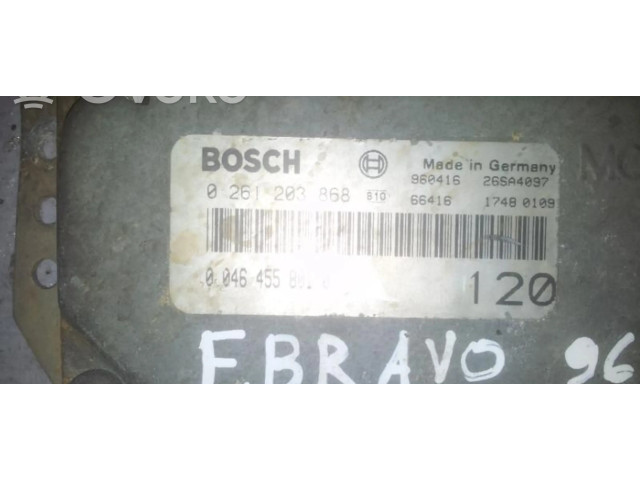 BOSCH
Made in Germany
960416 26SA4097
0 261 203 868 B10 66416 1748 0109
0 046 455
120
F.BRAVO 96